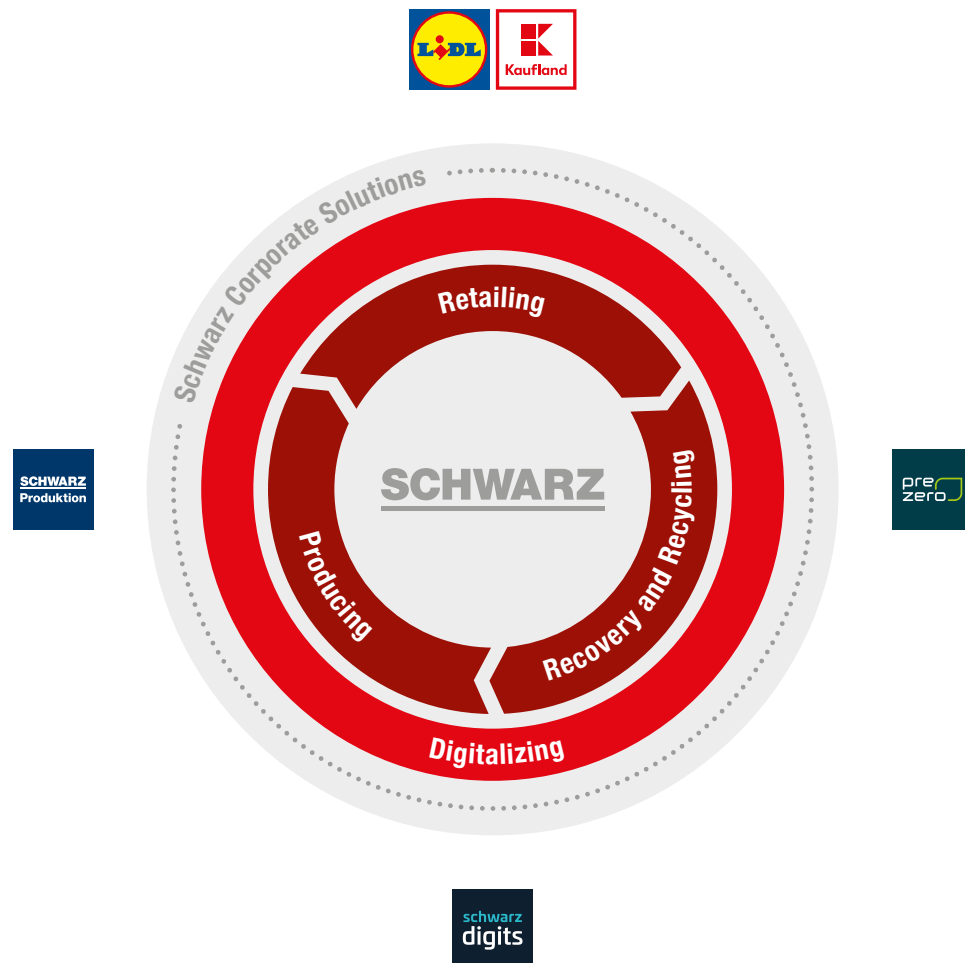 LIDL
Kaufland
Schwarz Corporate Solutions
Retailing
SCHWARZ
Produktion
SCHWARZ
pre
zero
Producing
Recovery and Recycling
Digitalizing
schwarz
digits